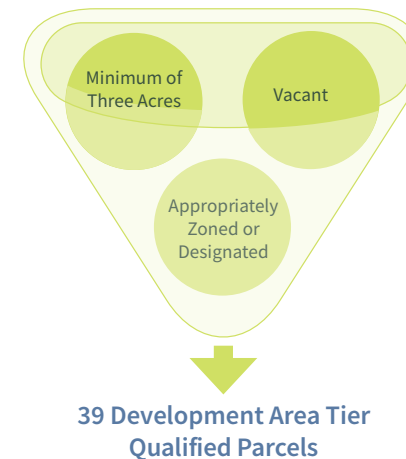 Minimum of
Three Acres
Vacant
Appropriately
Zoned or
Designated
39 Development Area Tier
Qualified Parcels